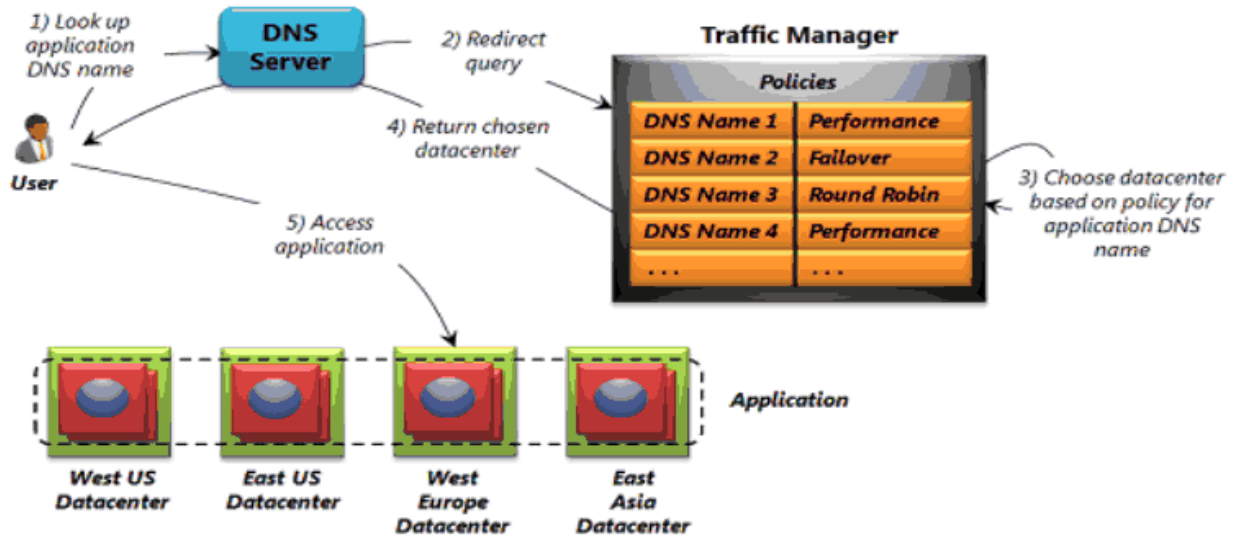 1) Look up
application
DNS name
DNS
Server
2) Redirect
query
Traffic Manager
Policies
DNS Name 1 Performance
DNS Name 2 Failover
DNS Name 3 Round Robin
DNS Name 4 Performance
. . . . . .
4) Return chosen
datacenter
3) Choose datacenter
based on policy for
application DNS
name
User
5) Access
application
Application
West US
Datacenter
East US
Datacenter
West
Europe
Datacenter
East
Asia
Datacenter